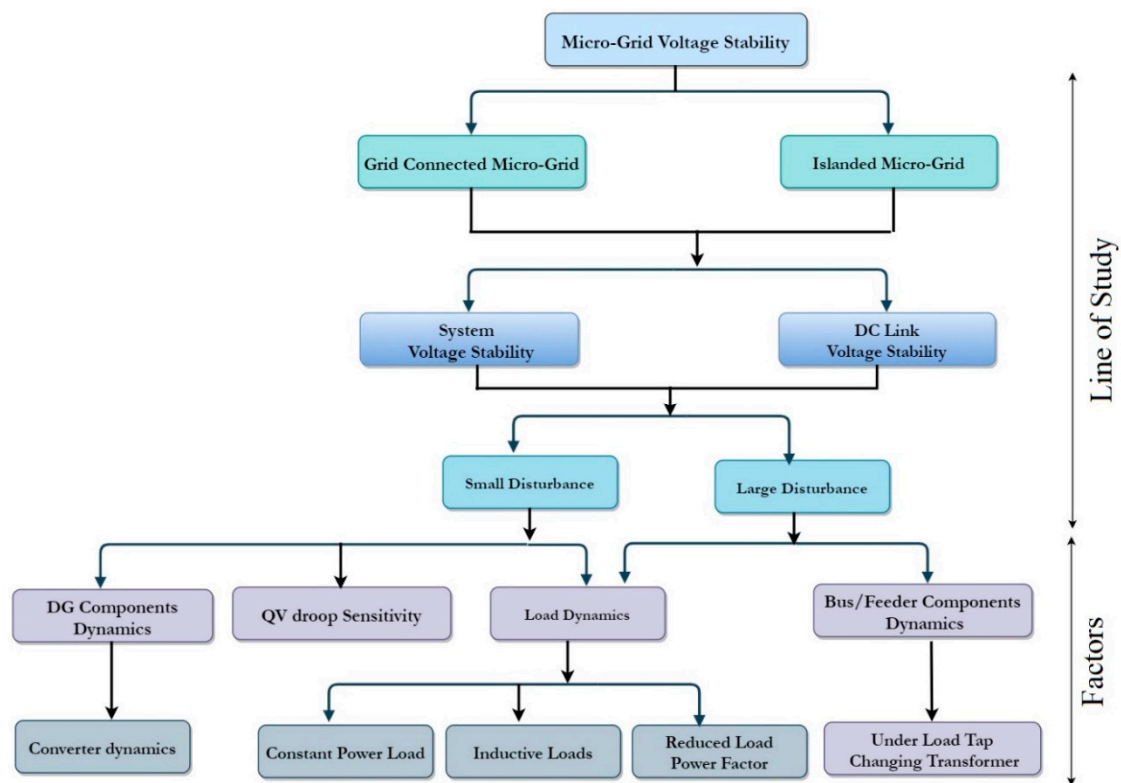 Micro-Grid Voltage Stability
Grid Connected Micro-Grid
Islanded Micro-Grid
System
Voltage Stability
DC Link
Voltage Stability
Small Disturbance
Large Disturbance
Line of Study
DG Components
Dynamics
QV droop Sensitivity
Load Dynamics
Bus/Feeder Components
Dynamics
Converter dynamics
Constant Power Load
Inductive Loads
Reduced Load
Power Factor
Under Load Tap
Changing Transformer
Factors